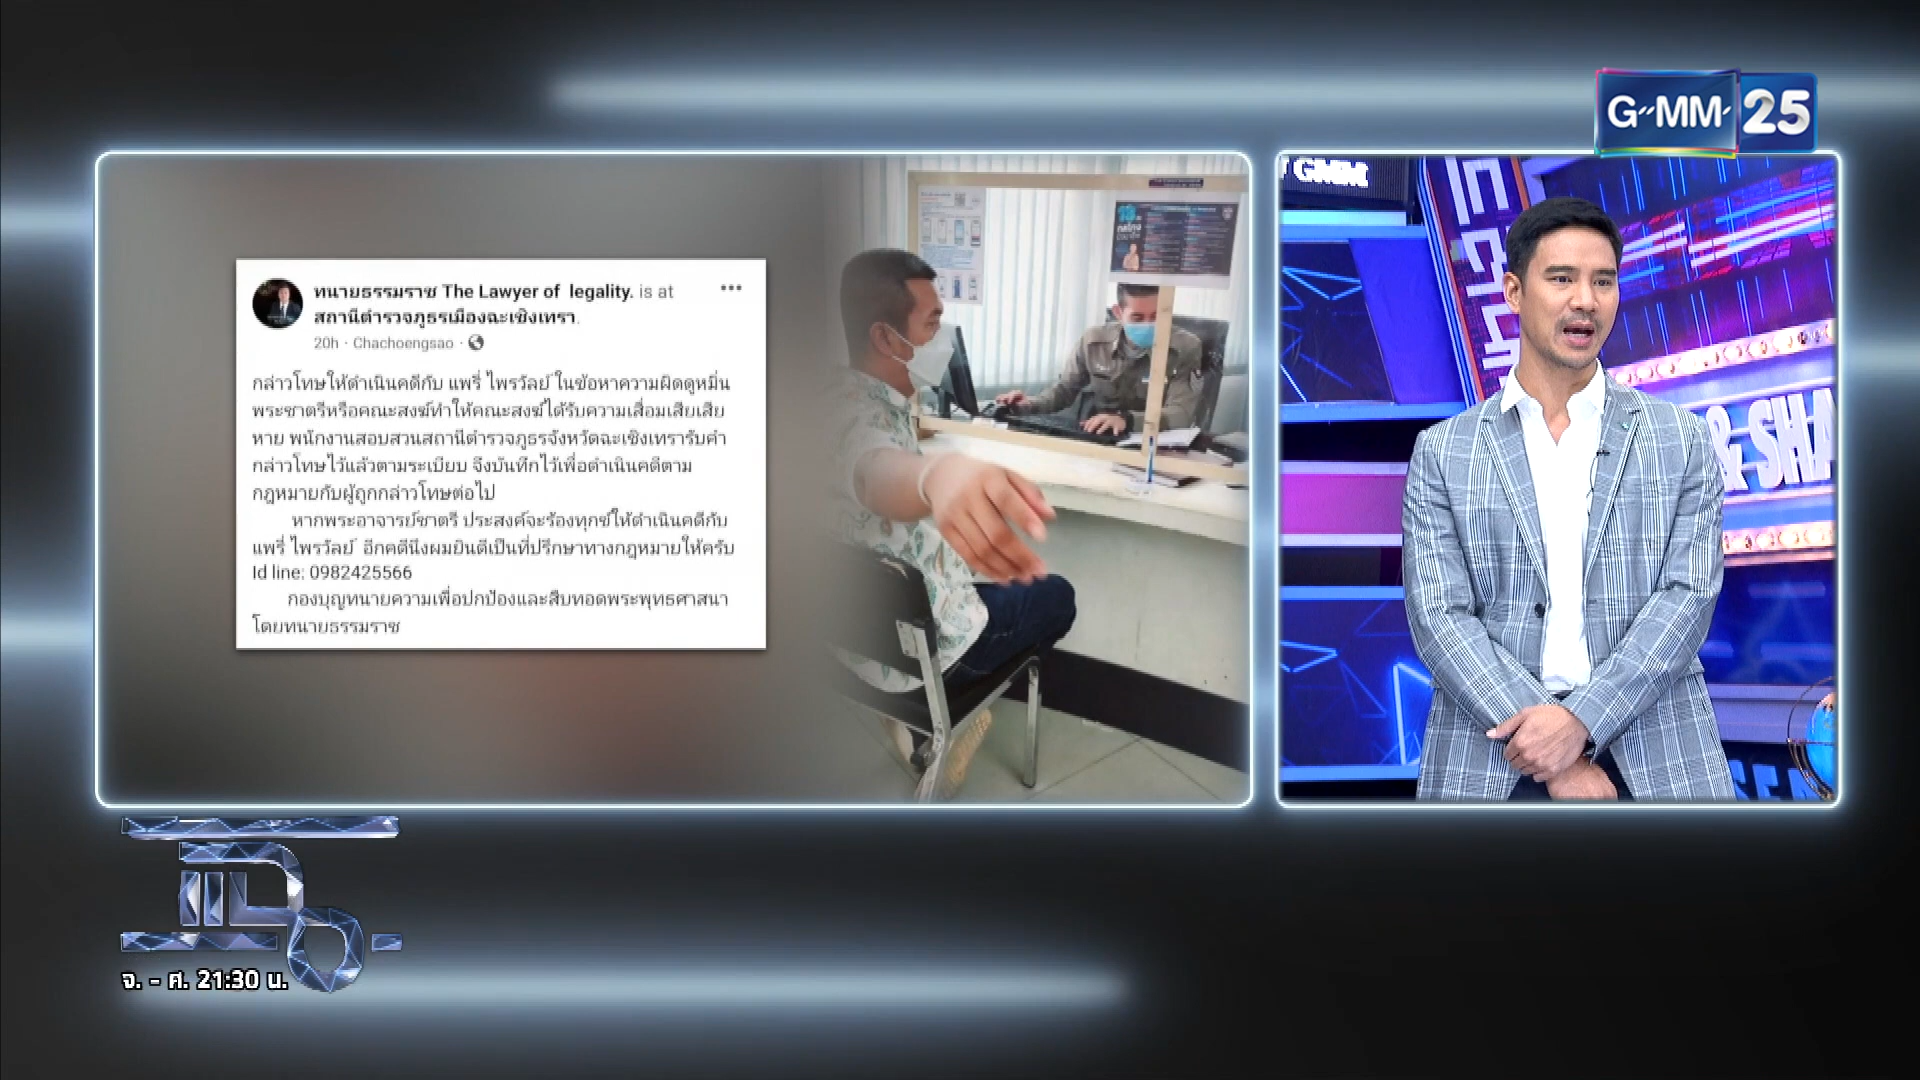 G"MM' 25
GMM
ทนายธรรมราช The Lawyer of legality. is at
สถานีตำรวจภูธรเมืองฉะเชิงเทรา.
20h · Chachoengsao ·
กล่าวโทษให้ดำเนินคดีกับ แพรี่ ไพรวัลย์ ในข้อหาความผิดดูหมิ่น
พระชาตรีหรือคณะสงฆ์ทำให้คณะสงฆ์ได้รับความเสื่อมเสียเสีย
หาย พนักงานสอบสวนสถานีตำรวจภูธรจังหวัดฉะเชิงเทรารับคำ
กล่าวโทษไว้แล้วตามระเบียบ จึงบันทึกไว้เพื่อดำเนินคดีตาม
กฎหมายกับผู้ถูกกล่าวโทษต่อไป
หากพระอาจารย์ชาตรี ประสงค์จะร้องทุกข์ให้ดำเนินคดีกับ
แพรี่ ไพรวัลย์ อีกคดีนึงผมยินดีเป็นที่ปรึกษาทางกฎหมายให้ครับ
Id line: 0982425566
กองบุญทนายความเพื่อปกป้องและสืบทอดพระพุทธศาสนา
โดยทนายธรรมราช
& SHA
แฉ
จ. - ศ. 21:30 น.